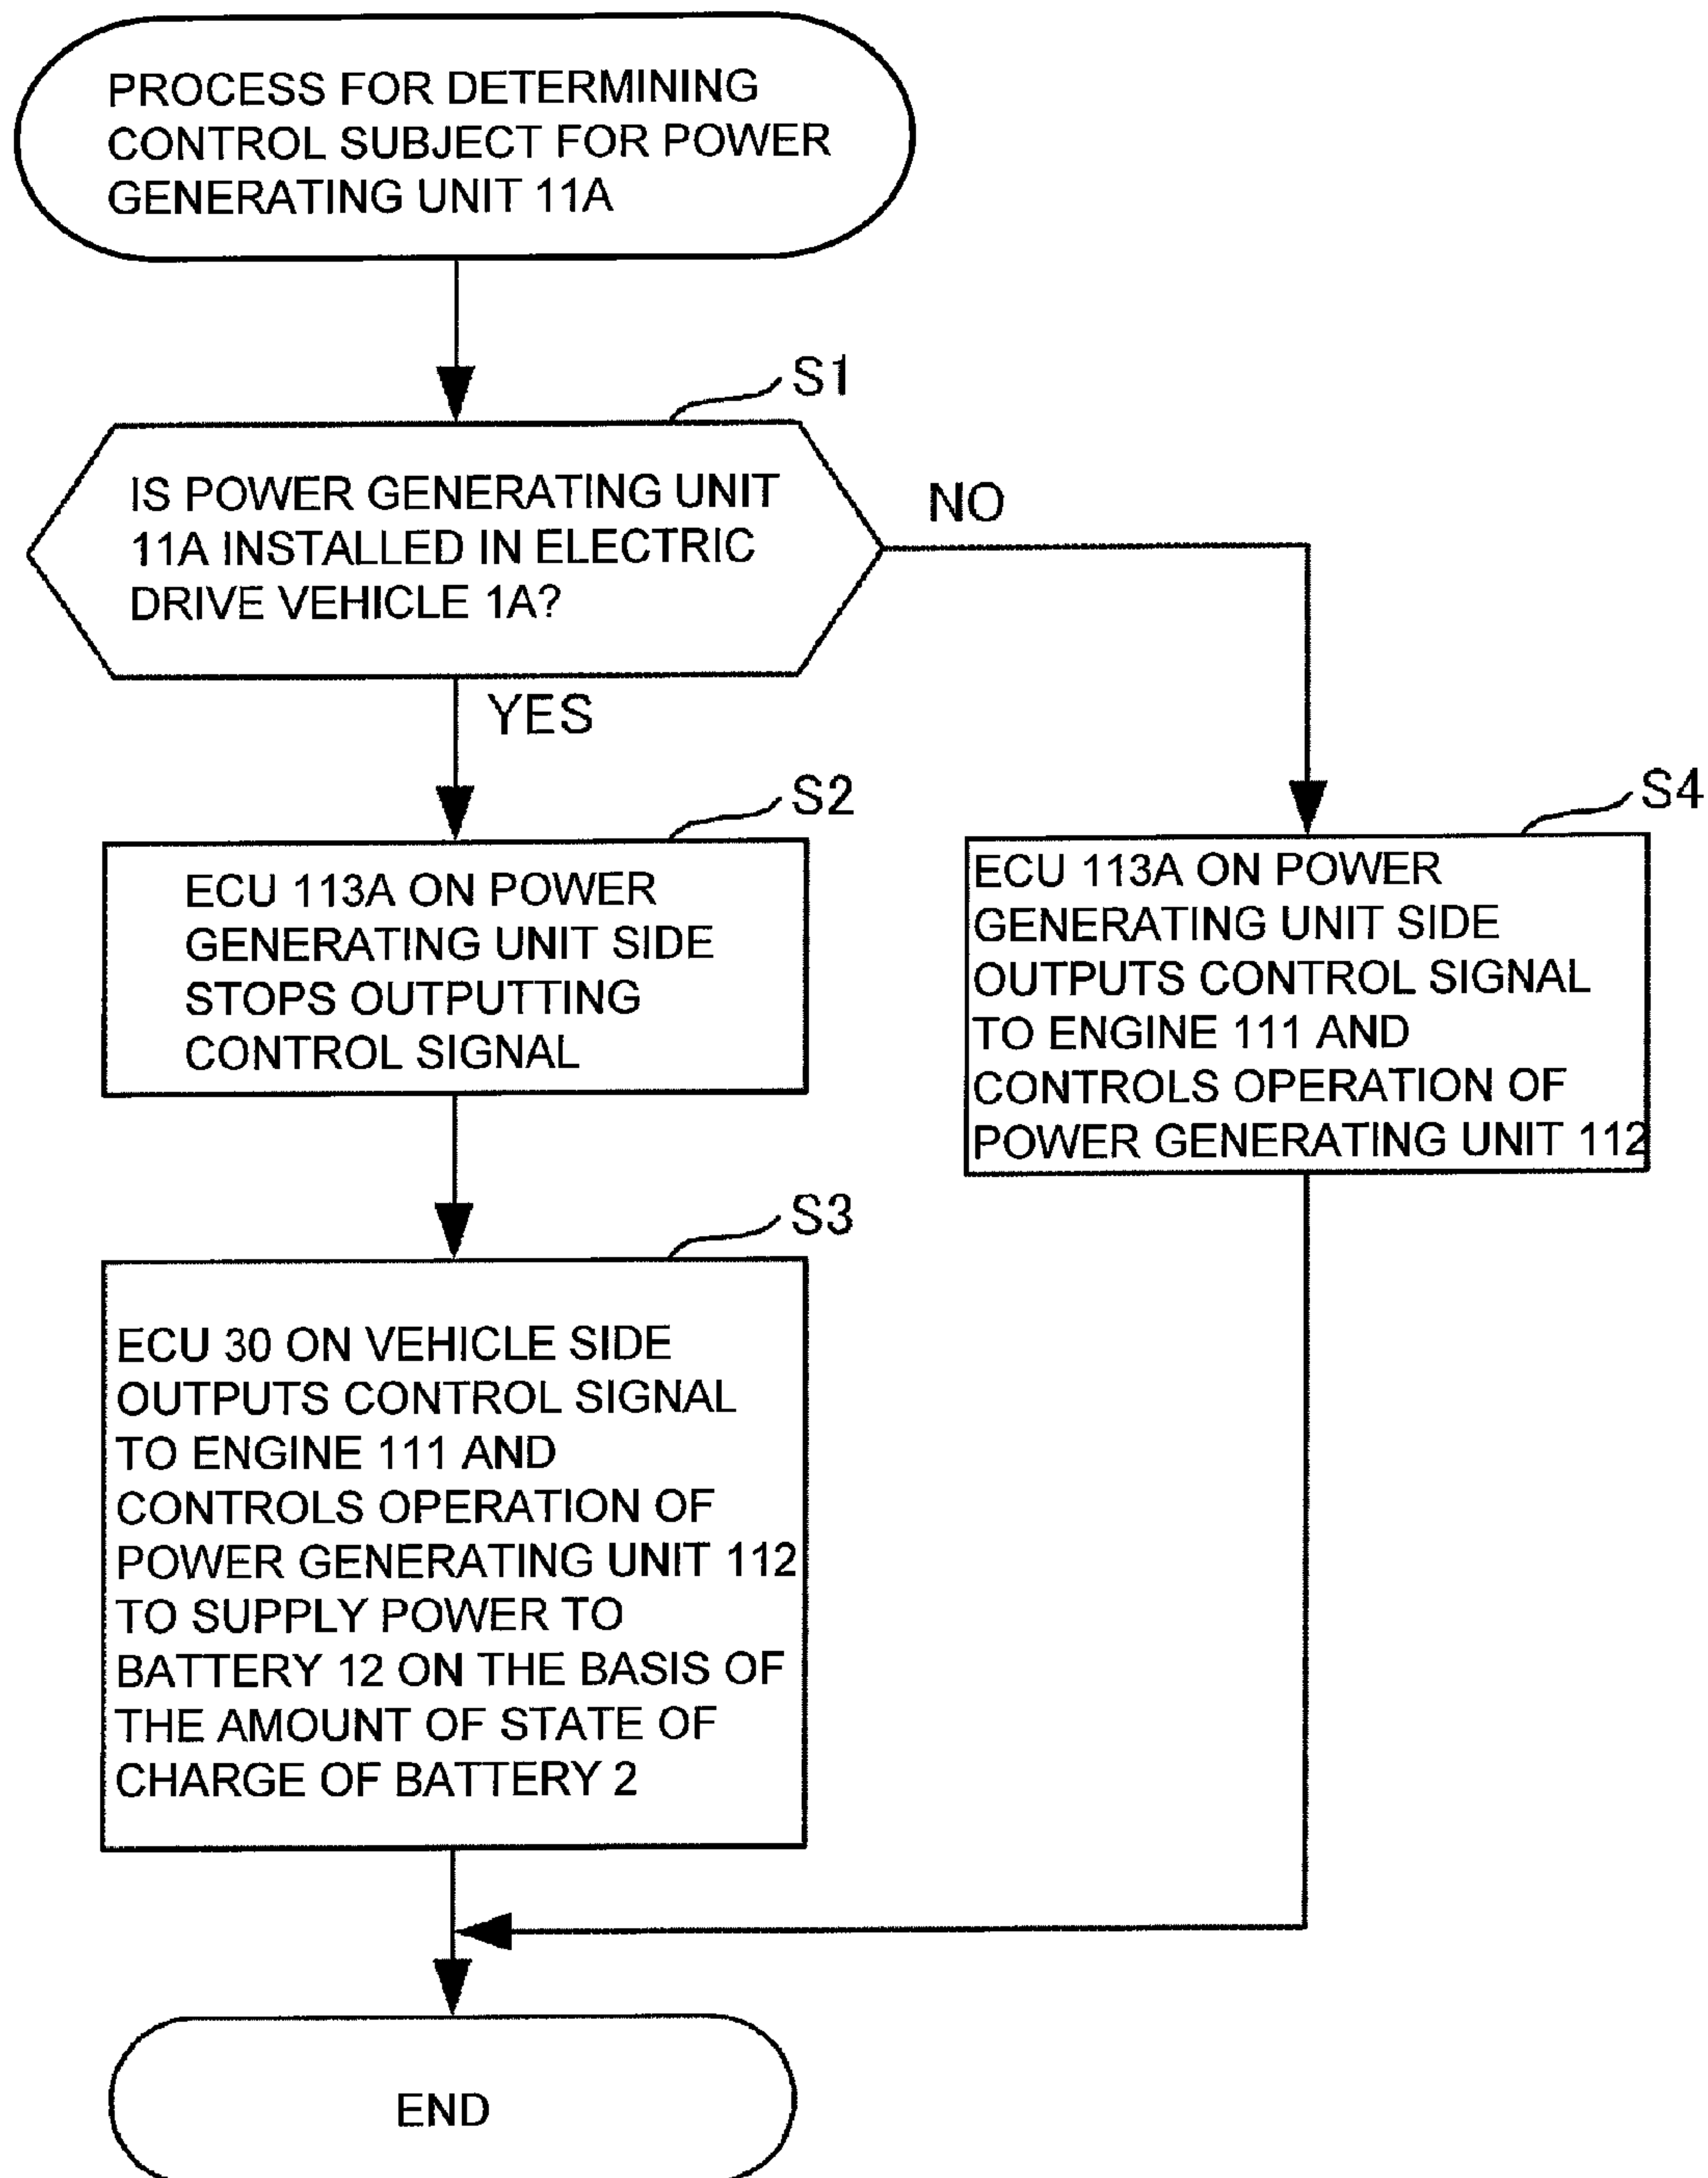 PROCESS FOR DETERMINING
CONTROL SUBJECT FOR POWER
GENERATING UNIT 11A
S1
IS POWER GENERATING UNIT
11A INSTALLED IN ELECTRIC
DRIVE VEHICLE 1A?
NO
YES
S2
ECU 113A ON POWER
GENERATING UNIT SIDE
STOPS OUTPUTTING
CONTROL SIGNAL
S4
ECU 113A ON POWER
GENERATING UNIT SIDE
OUTPUTS CONTROL SIGNAL
TO ENGINE 111 AND
CONTROLS OPERATION OF
POWER GENERATING UNIT 112
S3
ECU 30 ON VEHICLE SIDE
OUTPUTS CONTROL SIGNAL
TO ENGINE 111 AND
CONTROLS OPERATION OF
POWER GENERATING UNIT 112
TO SUPPLY POWER TO
BATTERY 12 ON THE BASIS OF
THE AMOUNT OF STATE OF
CHARGE OF BATTERY 2
END